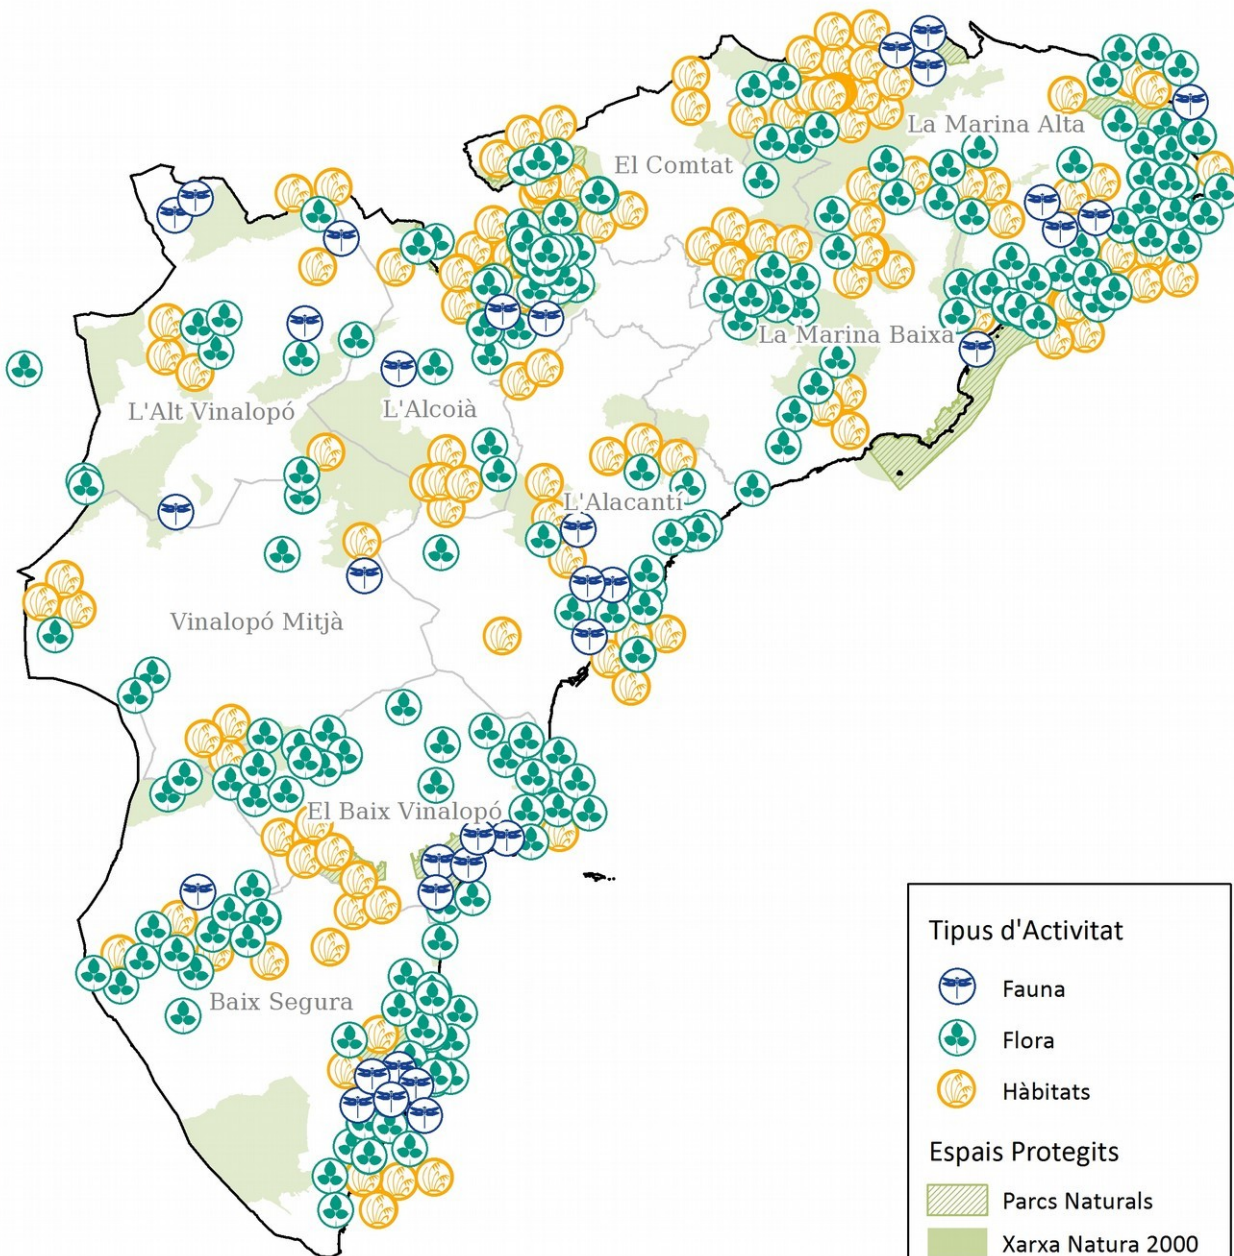 La Marina Alta
El Comtat
La Marina Baixa
L'Alt Vinalopó
L'Alcoià
L'Alacantí
Vinalopó Mitjà
El Baix Vinalopó
Baix Segura
Tipus d'Activitat
Fauna
Flora
Hàbitats
Espais Protegits
Parcs Naturals
Xarxa Natura 2000